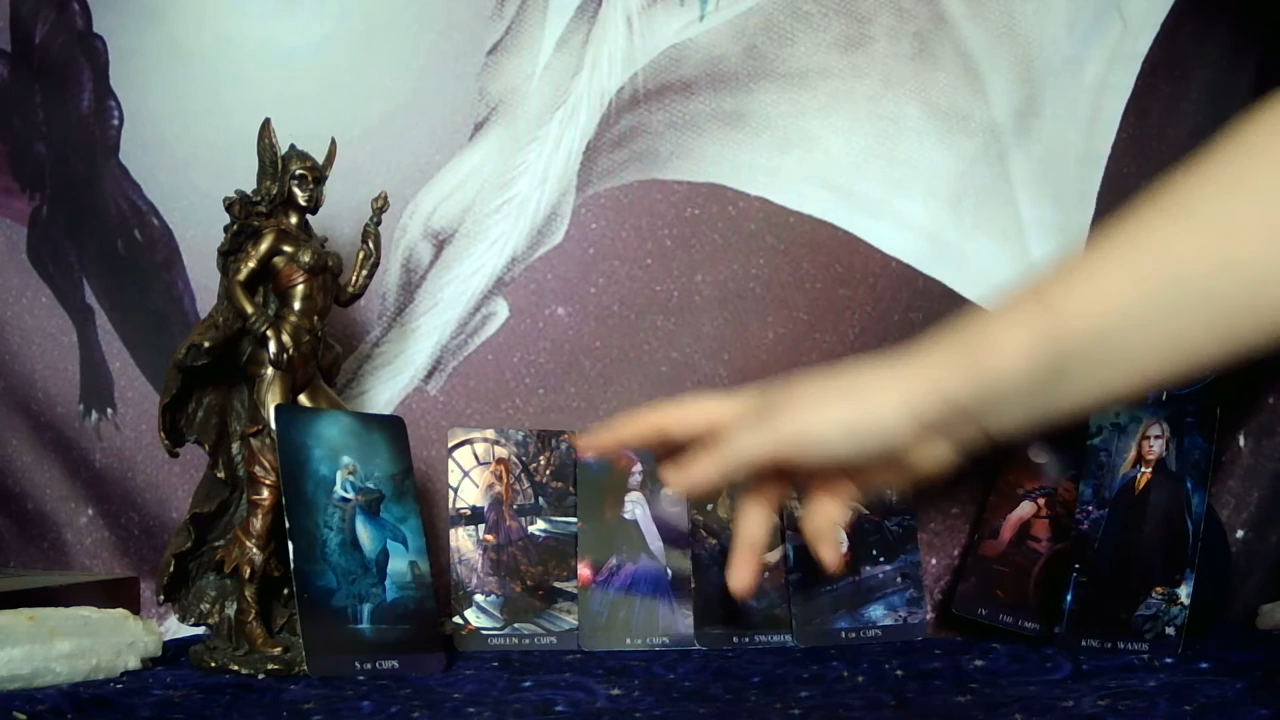 5 OF CUPS
QUEEN OF CUPS
8 OF CUPS
6 OF SWORDS
4 OF CUPS
IV THE EMP
KING OF WANDS